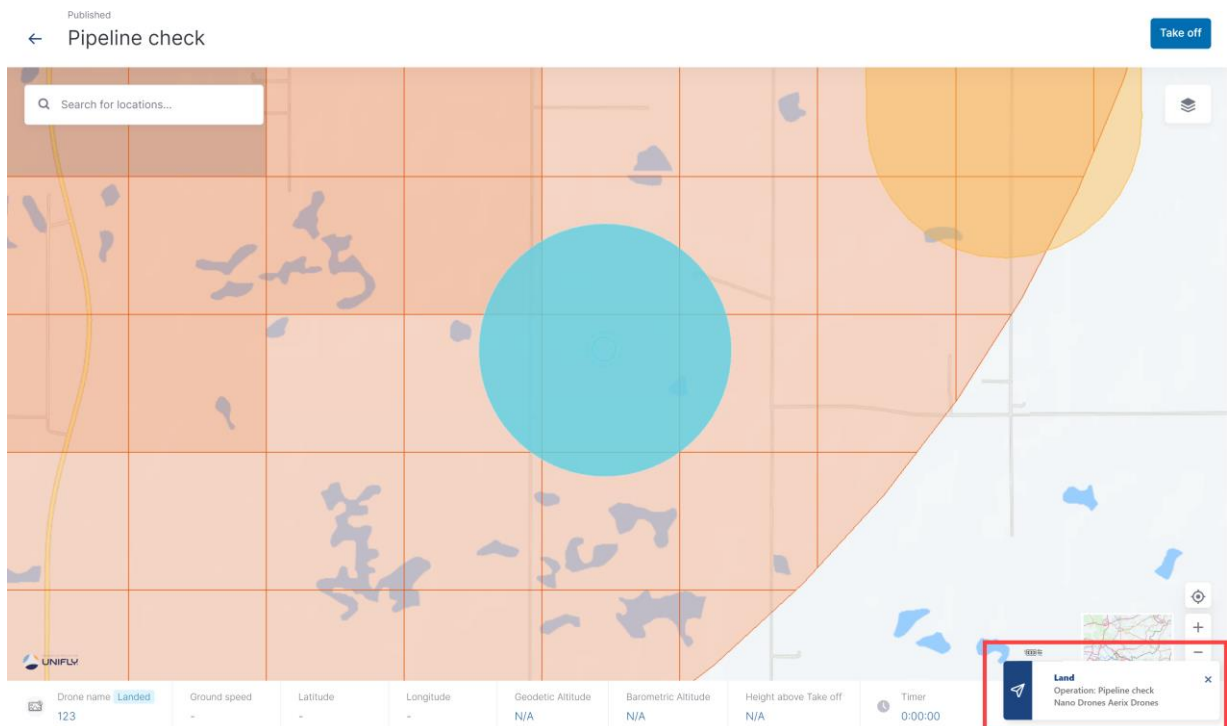 Published
Pipeline check
Take off
Search for locations...
UNIFLY
Drone name Landed
123
Ground speed
-
Latitude
-
Longitude
-
Geodetic Altitude
N/A
Barometric Altitude
N/A
Height above Take off
N/A
Timer
0:00:00
Land
Operation: Pipeline check
Nano Drones Aerix Drones